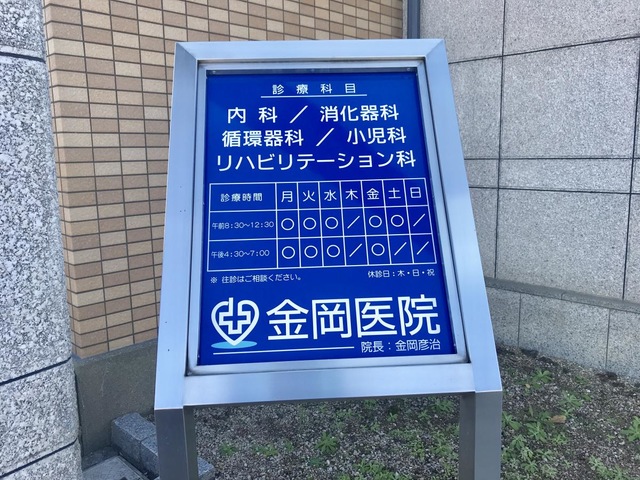 診療科目
内科／消化器科
循環器科／小児科
リハビリテーション科
診療時間 月 火 水 木 金 土 日
午前8:30～12:30 ○ ○ ○ ／ ○ ○ ／
午後4:30～7:00 ○ ○ ○ ／ ○ ／ ／
※ 往診はご相談ください。 休診日：木・日・祝
金岡医院
院長：金岡彦治